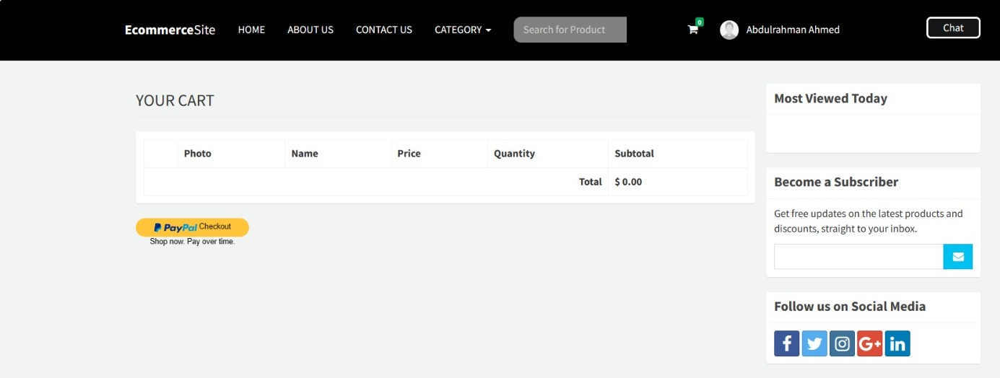 EcommerceSite HOME ABOUT US CONTACT US CATEGORY Search for Product 0 Abdulrahman Ahmed Chat
YOUR CART
Photo Name Price Quantity Subtotal
Total $ 0.00
PayPal Checkout
Shop now. Pay over time.
Most Viewed Today
Become a Subscriber
Get free updates on the latest products and
discounts, straight to your inbox.
Follow us on Social Media
f G+ in